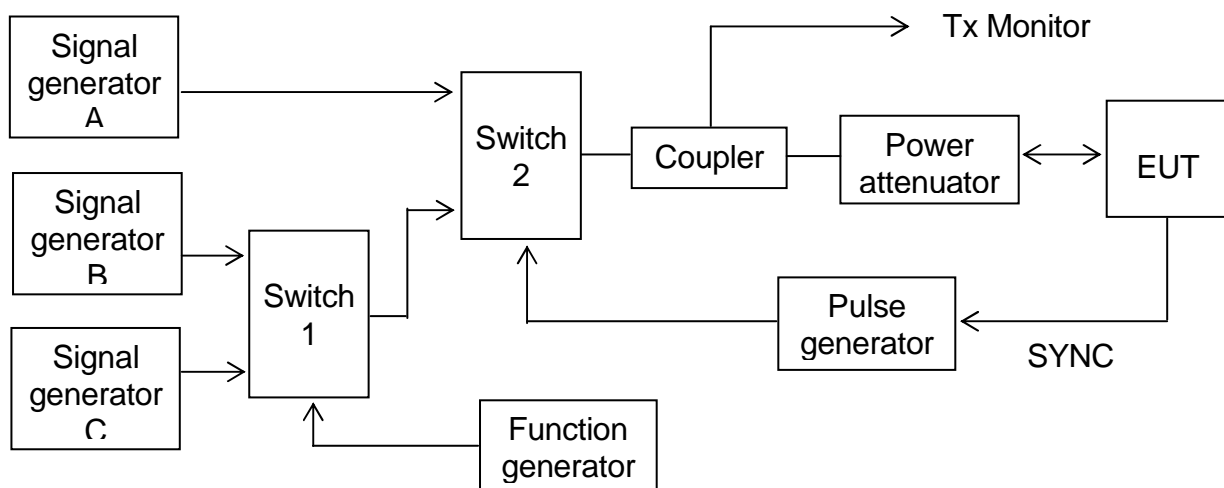 Signal
generator
A
Signal
generator
B
Signal
generator
C
Switch
1
Function
generator
Switch
2
Coupler
Tx Monitor
Power
attenuator
EUT
Pulse
generator
SYNC